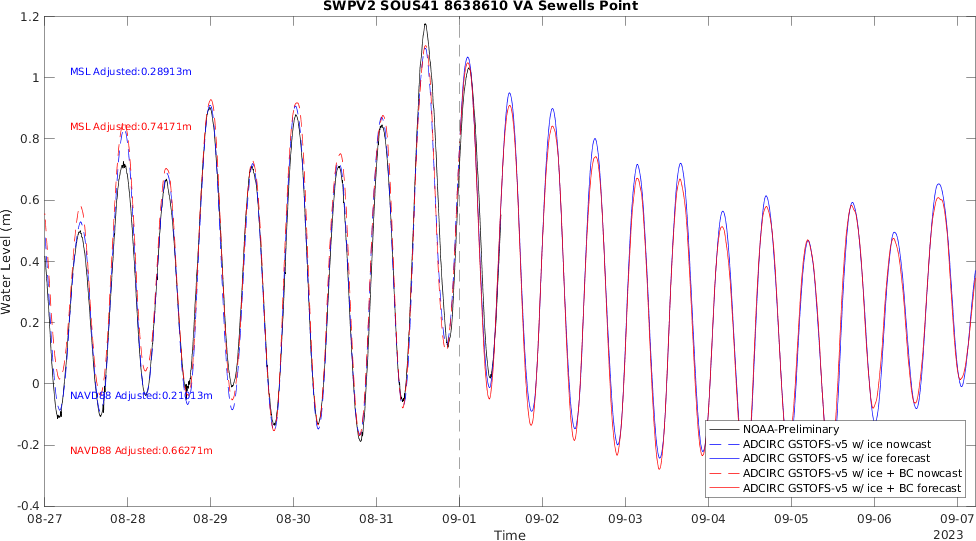 SWPV2 SOUS41 8638610 VA Sewells Point
Water Level (m)
1.2
1
0.8
0.6
0.4
0.2
0
-0.2
-0.4
MSL Adjusted:0.28913m
MSL Adjusted:0.74171m
NAVD88 Adjusted:0.21013m
NAVD88 Adjusted:0.66271m
NOAA-Preliminary
ADCIRC GSTOFS-v5 w/ ice nowcast
ADCIRC GSTOFS-v5 w/ ice forecast
ADCIRC GSTOFS-v5 w/ ice + BC nowcast
ADCIRC GSTOFS-v5 w/ ice + BC forecast
08-27 08-28 08-29 08-30 08-31 09-01 09-02 09-03 09-04 09-05 09-06 09-07
Time
2023